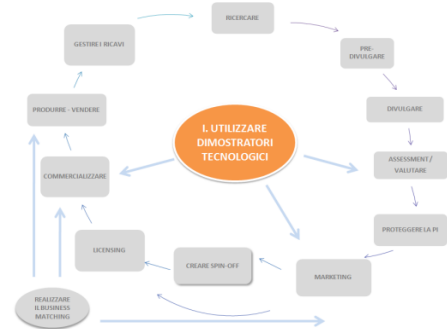 RICERCARE
GESTIRE I RICAVI
PRE-
DIVULGARE
PRODURRE - VENDERE
DIVULGARE
I. UTILIZZARE
DIMOSTRATORI
TECNOLOGICI
COMMERCIALIZZARE
ASSESSMENT /
VALUTARE
PROTEGGERE LA PI
LICENSING
CREARE SPIN-OFF
MARKETING
REALIZZARE
IL BUSINESS
MATCHING